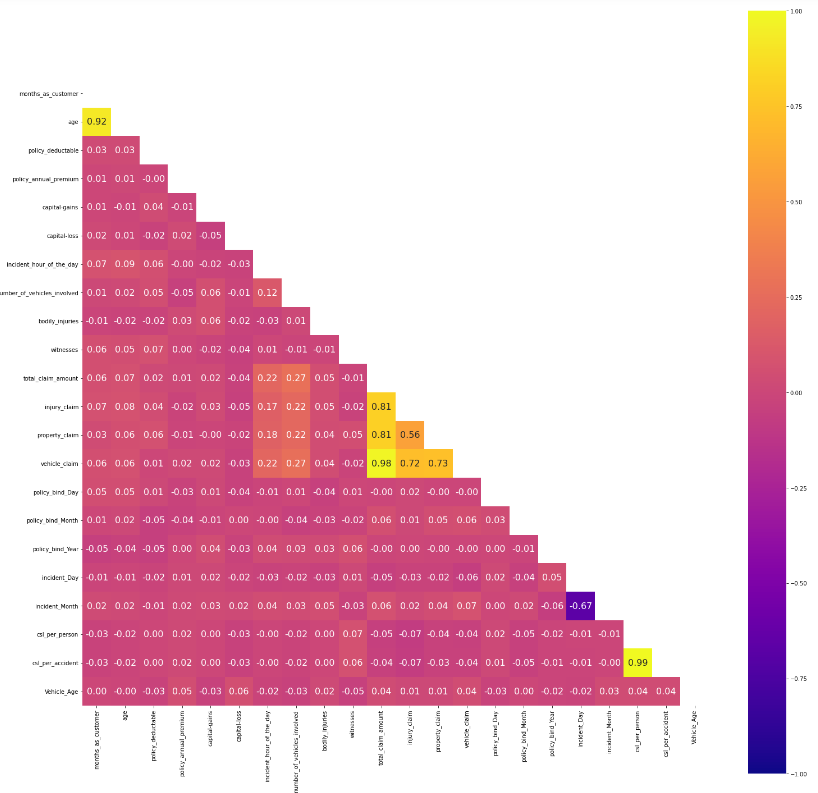 1.00
months_as_customer
age 0.92
0.75
policy_deductable 0.03 0.03
policy_annual_premium 0.01 -0.01 -0.00
capital-gains 0.01 -0.01 0.04 -0.01
0.50
capital-loss 0.02 0.01 -0.02 0.02 -0.05
incident_hour_of_the_day 0.07 0.09 0.06 -0.00 -0.02 -0.03
umber_of_vehicles_involved 0.01 0.02 0.05 -0.05 0.06 -0.01 0.12
0.25
bodily_injuries -0.01 -0.02 -0.02 0.03 0.06 -0.02 -0.03 0.01
witnesses 0.06 0.05 0.07 0.00 -0.02 -0.04 0.01 -0.01 -0.01
total_claim_amount 0.06 0.07 0.02 0.01 0.02 -0.04 0.22 0.27 0.05 -0.01
0.00
injury_claim 0.07 0.08 0.04 -0.02 0.03 -0.05 0.17 0.22 0.05 -0.02 0.81
property_claim 0.03 0.06 0.06 -0.01 -0.00 -0.02 0.18 0.22 0.04 0.05 0.81 0.56
vehicle_claim 0.06 0.06 0.01 0.02 0.02 -0.03 0.22 0.27 0.04 -0.02 0.98 0.72 0.73
-0.25
policy_bind_Day 0.05 0.05 0.01 -0.03 0.01 -0.04 -0.01 0.01 -0.04 0.01 -0.00 0.02 -0.00 -0.00
policy_bind_Month 0.01 0.02 -0.05 -0.04 -0.01 0.00 -0.00 -0.04 -0.03 -0.02 0.06 0.01 0.05 0.06 0.03
policy_bind_Year -0.05 -0.04 -0.05 0.00 0.04 -0.03 0.04 0.03 0.03 0.06 -0.00 -0.00 -0.00 -0.00 0.00 -0.01
-0.50
incident_Day -0.01 -0.01 -0.02 0.01 0.02 -0.02 -0.03 -0.02 -0.03 0.01 -0.05 -0.03 -0.02 -0.06 0.02 -0.04 0.05
incident_Month 0.02 0.02 -0.01 0.02 0.03 0.02 0.04 0.03 0.05 -0.03 0.06 0.02 0.04 0.07 0.00 0.02 -0.06 -0.67
csl_per_person -0.03 -0.02 0.00 0.02 -0.02 -0.03 -0.00 -0.02 0.00 0.07 -0.05 -0.07 -0.04 -0.04 0.02 -0.05 -0.02 -0.01 -0.01
csl_per_accident -0.03 -0.02 0.00 0.02 -0.01 -0.03 -0.00 -0.02 -0.00 0.06 -0.04 -0.07 -0.03 -0.04 0.01 -0.05 -0.01 -0.01 -0.00 0.99
-0.75
Vehicle_Age 0.00 -0.00 -0.03 0.05 -0.03 0.06 -0.02 -0.03 0.02 -0.05 0.04 0.01 0.04 0.04 -0.03 0.00 -0.02 -0.02 0.03 0.04 0.04
-1.00
months_as_customer
age
policy_deductable
policy_annual_premium
capital-gains
capital-loss
incident_hour_of_the_day
number_of_vehicles_involved
bodily_injuries
witnesses
total_claim_amount
injury_claim
property_claim
vehicle_claim
policy_bind_Day
policy_bind_Month
policy_bind_Year
incident_Day
incident_Month
csl_per_person
csl_per_accident
Vehicle_Age